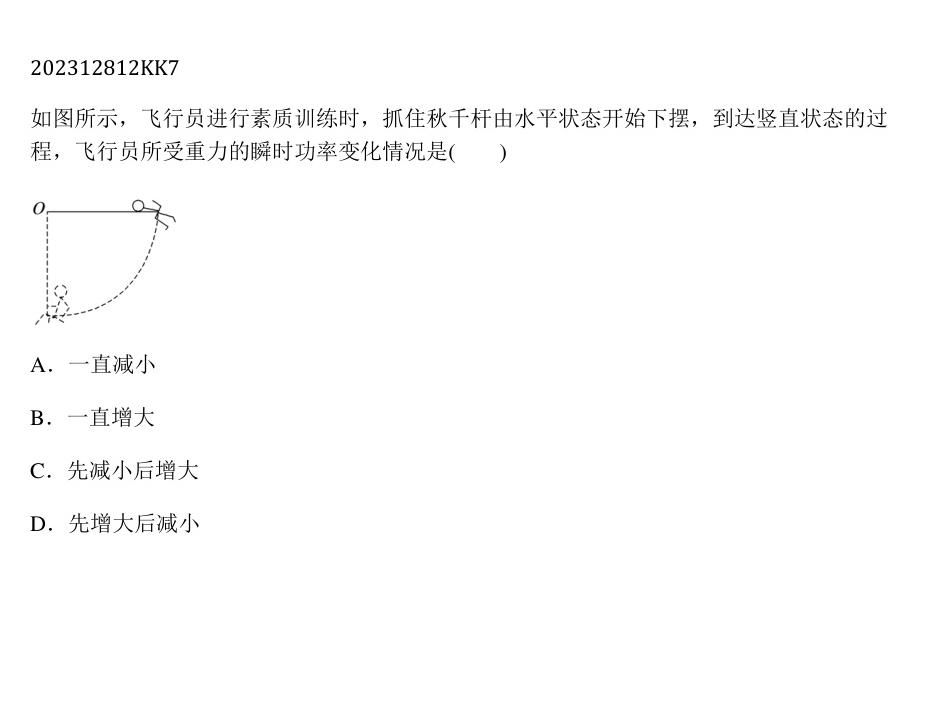 202312812KK7
如图所示，飞行员进行素质训练时，抓住秋千杆由水平状态开始下摆，到达竖直状态的过
程，飞行员所受重力的瞬时功率变化情况是(　　)
O
A．一直减小
B．一直增大
C．先减小后增大
D．先增大后减小